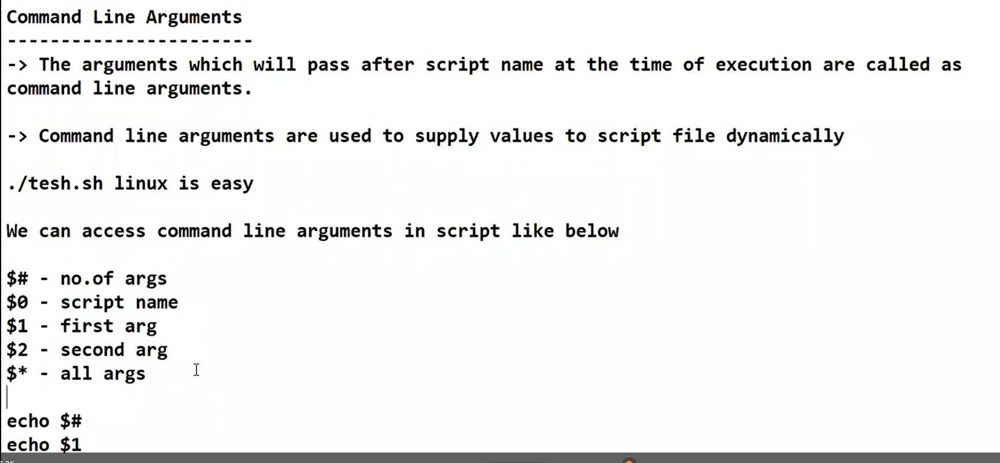 Command Line Arguments
-----------------------
-> The arguments which will pass after script name at the time of execution are called as
command line arguments.
-> Command line arguments are used to supply values to script file dynamically
./tesh.sh linux is easy
We can access command line arguments in script like below
$# - no.of args
$0 - script name
$1 - first arg
$2 - second arg
$* - all args
echo $#
echo $1